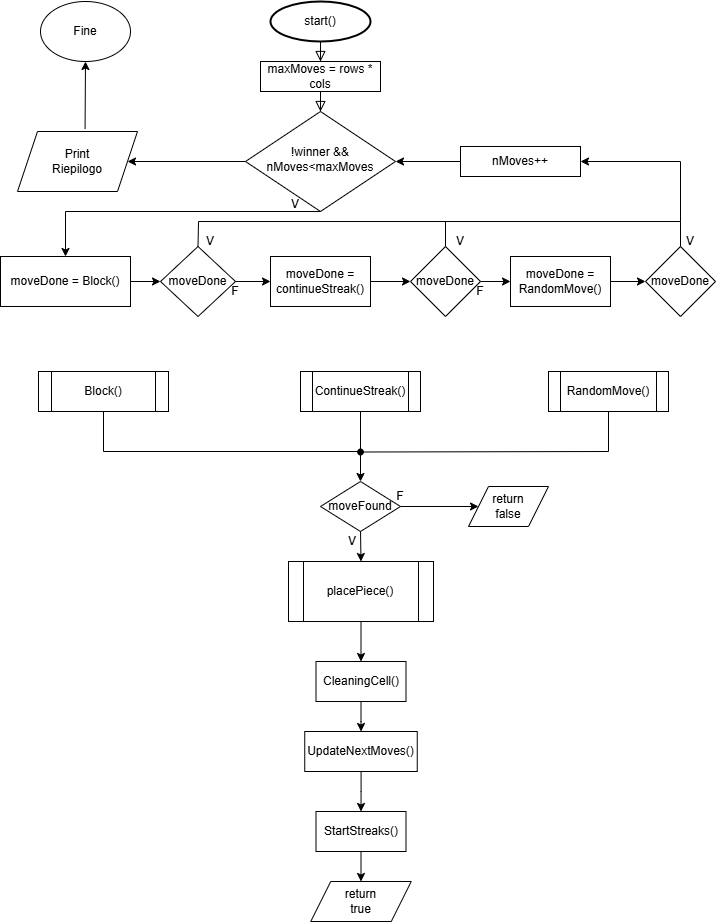 Fine
start()
maxMoves = rows *
cols
Print
Riepilogo
!winner &&
nMoves<maxMoves
nMoves++
V
V
V
V
moveDone = Block()
moveDone
F
moveDone =
continueStreak()
moveDone
F
moveDone =
RandomMove()
moveDone
Block()
ContinueStreak()
RandomMove()
moveFound
F
return
false
V
placePiece()
CleaningCell()
UpdateNextMoves()
StartStreaks()
return
true